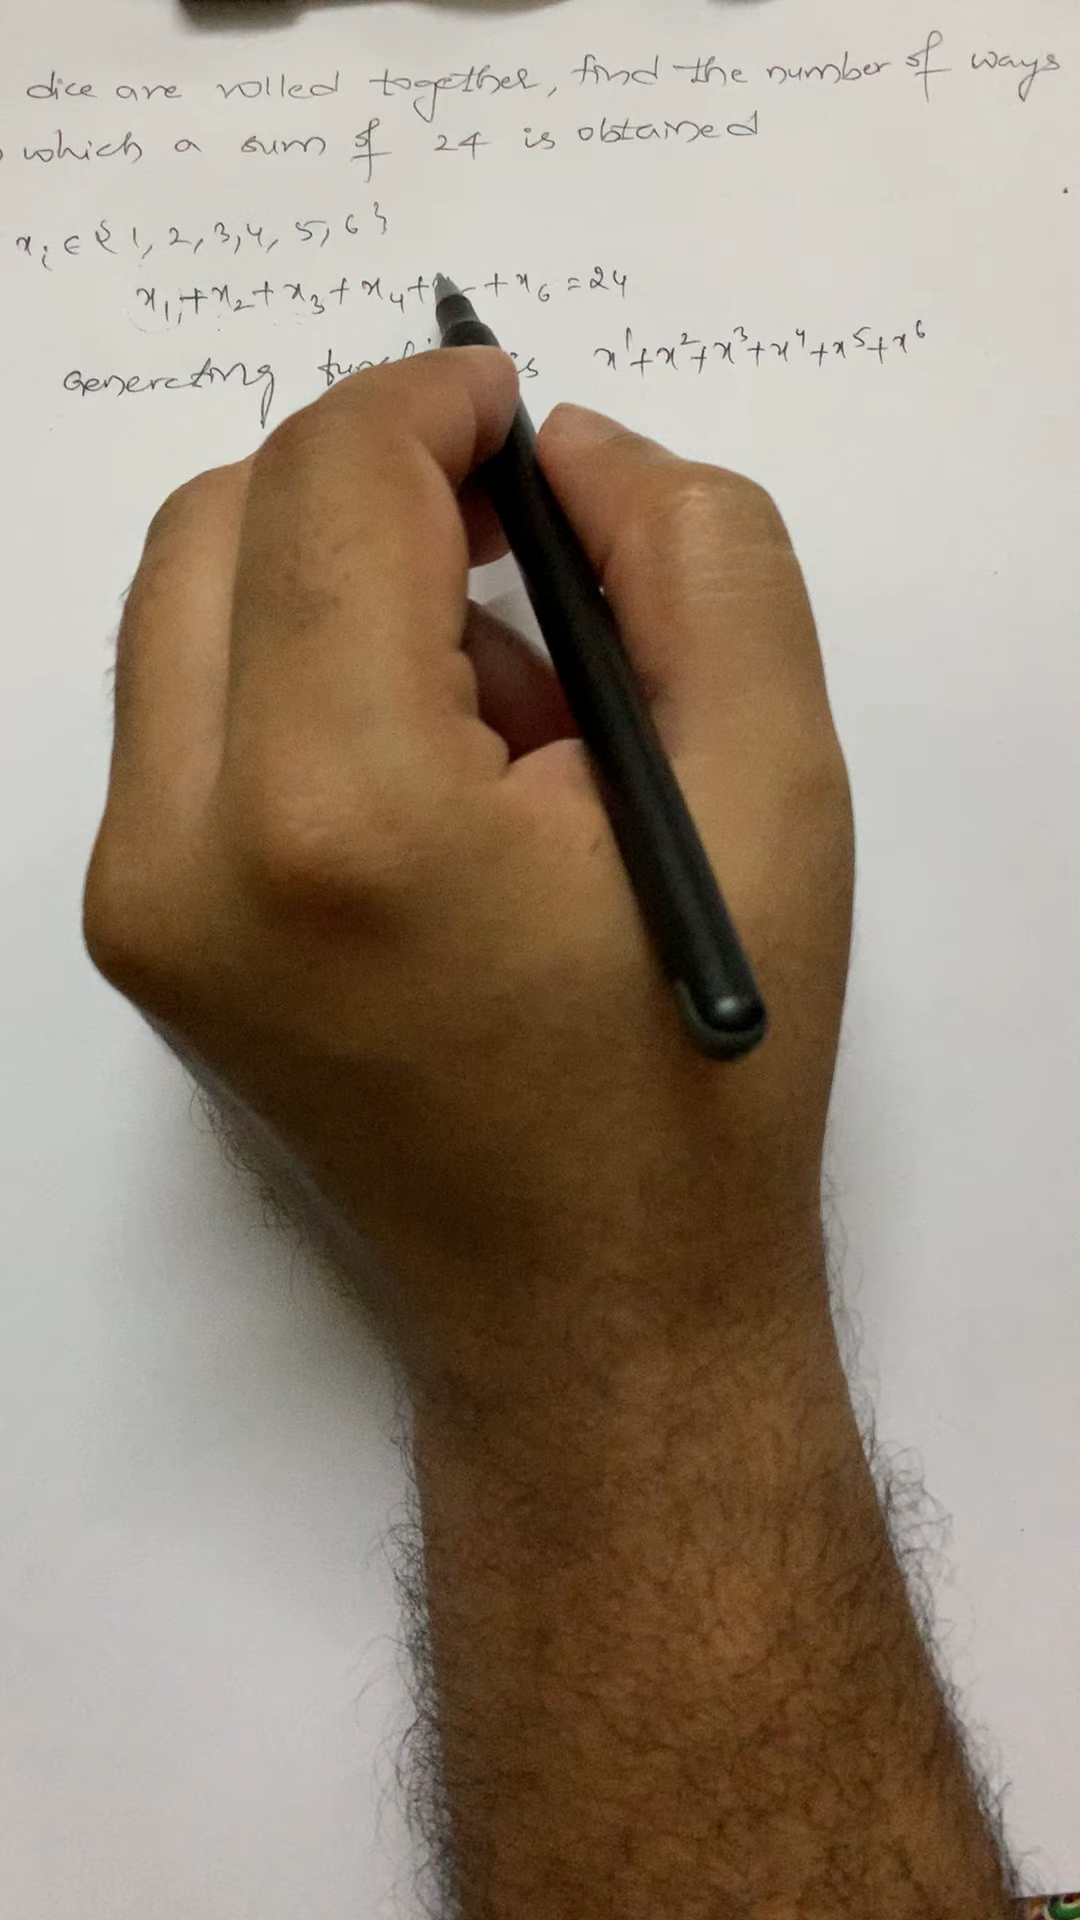 dice are rolled together, find the number of ways
which a sum of 24 is obtained
xᵢ ∈ {1, 2, 3, 4, 5, 6}
x₁ + x₂ + x₃ + x₄ + + x₆ = 24
Generating x¹+x²+x³+x⁴+x⁵+x⁶